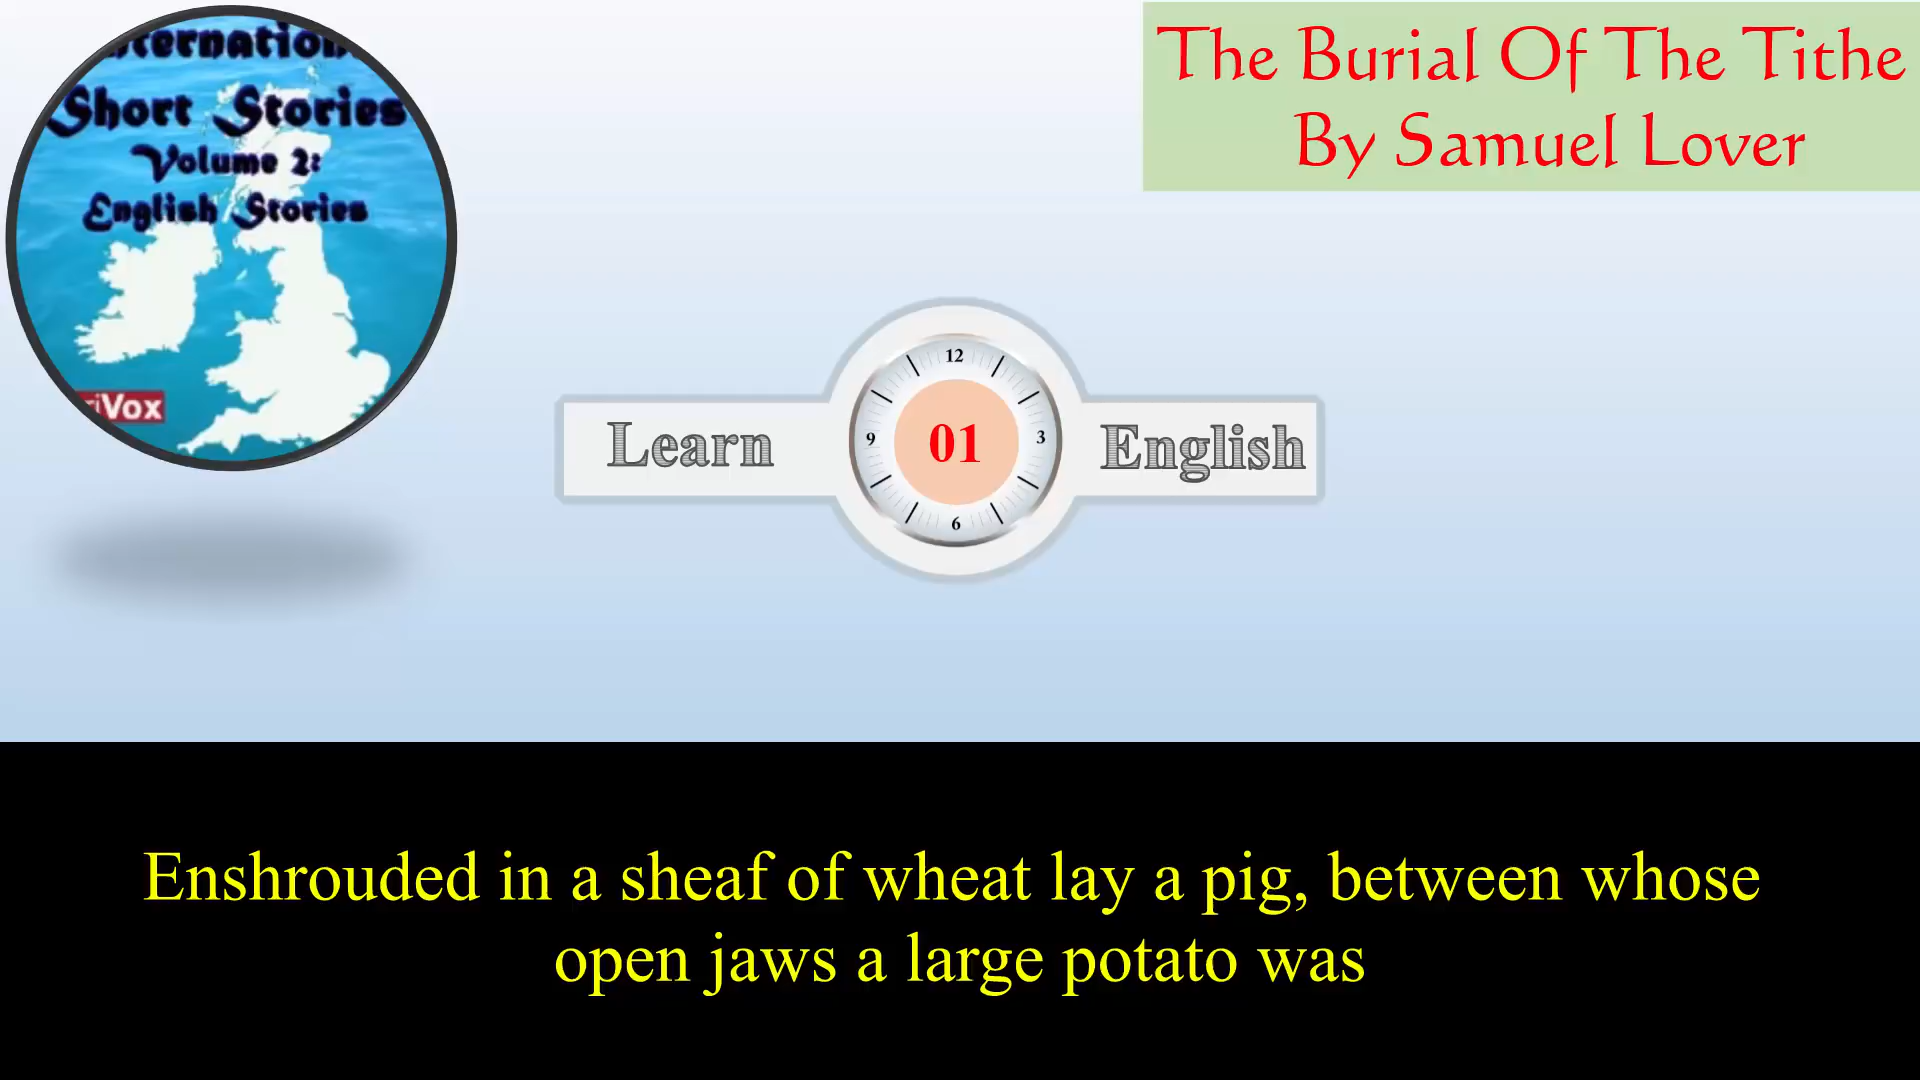 Short Stories
Volume 2:
English Stories
The Burial Of The Tithe
By Samuel Lover
Learn
01
English
12
3
6
9
Enshrouded in a sheaf of wheat lay a pig, between whose
open jaws a large potato was